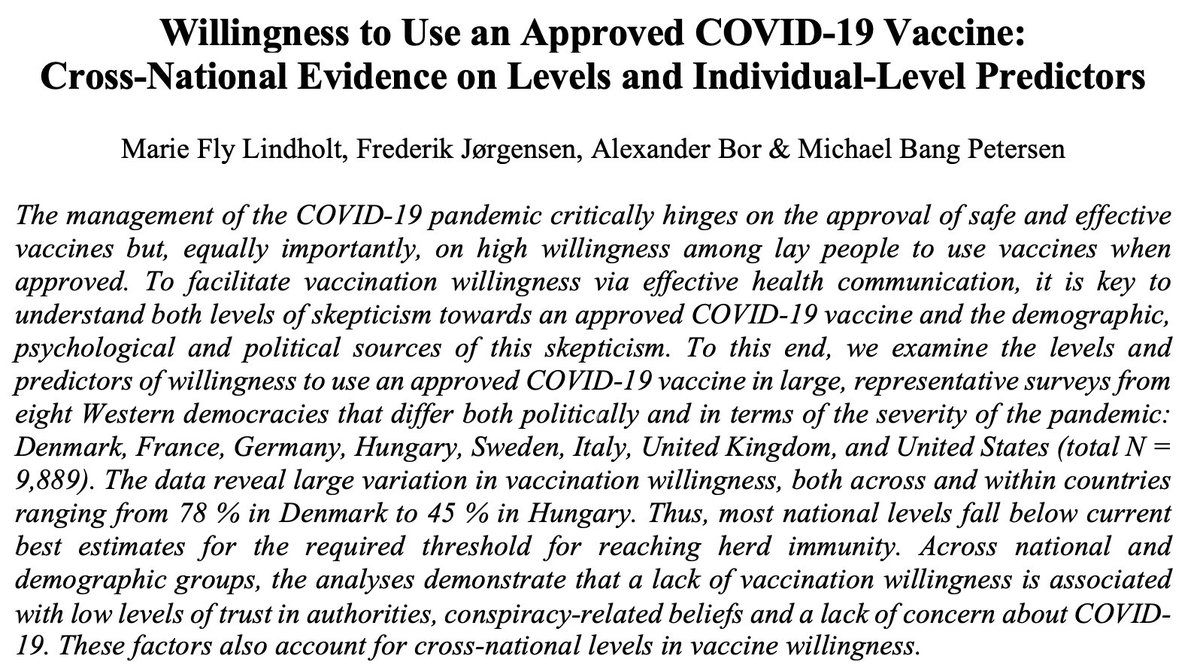 Willingness to Use an Approved COVID-19 Vaccine:
Cross-National Evidence on Levels and Individual-Level Predictors
Marie Fly Lindholt, Frederik Jørgensen, Alexander Bor & Michael Bang Petersen
The management of the COVID-19 pandemic critically hinges on the approval of safe and effective
vaccines but, equally importantly, on high willingness among lay people to use vaccines when
approved. To facilitate vaccination willingness via effective health communication, it is key to
understand both levels of skepticism towards an approved COVID-19 vaccine and the demographic,
psychological and political sources of this skepticism. To this end, we examine the levels and
predictors of willingness to use an approved COVID-19 vaccine in large, representative surveys from
eight Western democracies that differ both politically and in terms of the severity of the pandemic:
Denmark, France, Germany, Hungary, Sweden, Italy, United Kingdom, and United States (total N =
9,889). The data reveal large variation in vaccination willingness, both across and within countries
ranging from 78 % in Denmark to 45 % in Hungary. Thus, most national levels fall below current
best estimates for the required threshold for reaching herd immunity. Across national and
demographic groups, the analyses demonstrate that a lack of vaccination willingness is associated
with low levels of trust in authorities, conspiracy-related beliefs and a lack of concern about COVID-
19. These factors also account for cross-national levels in vaccine willingness.